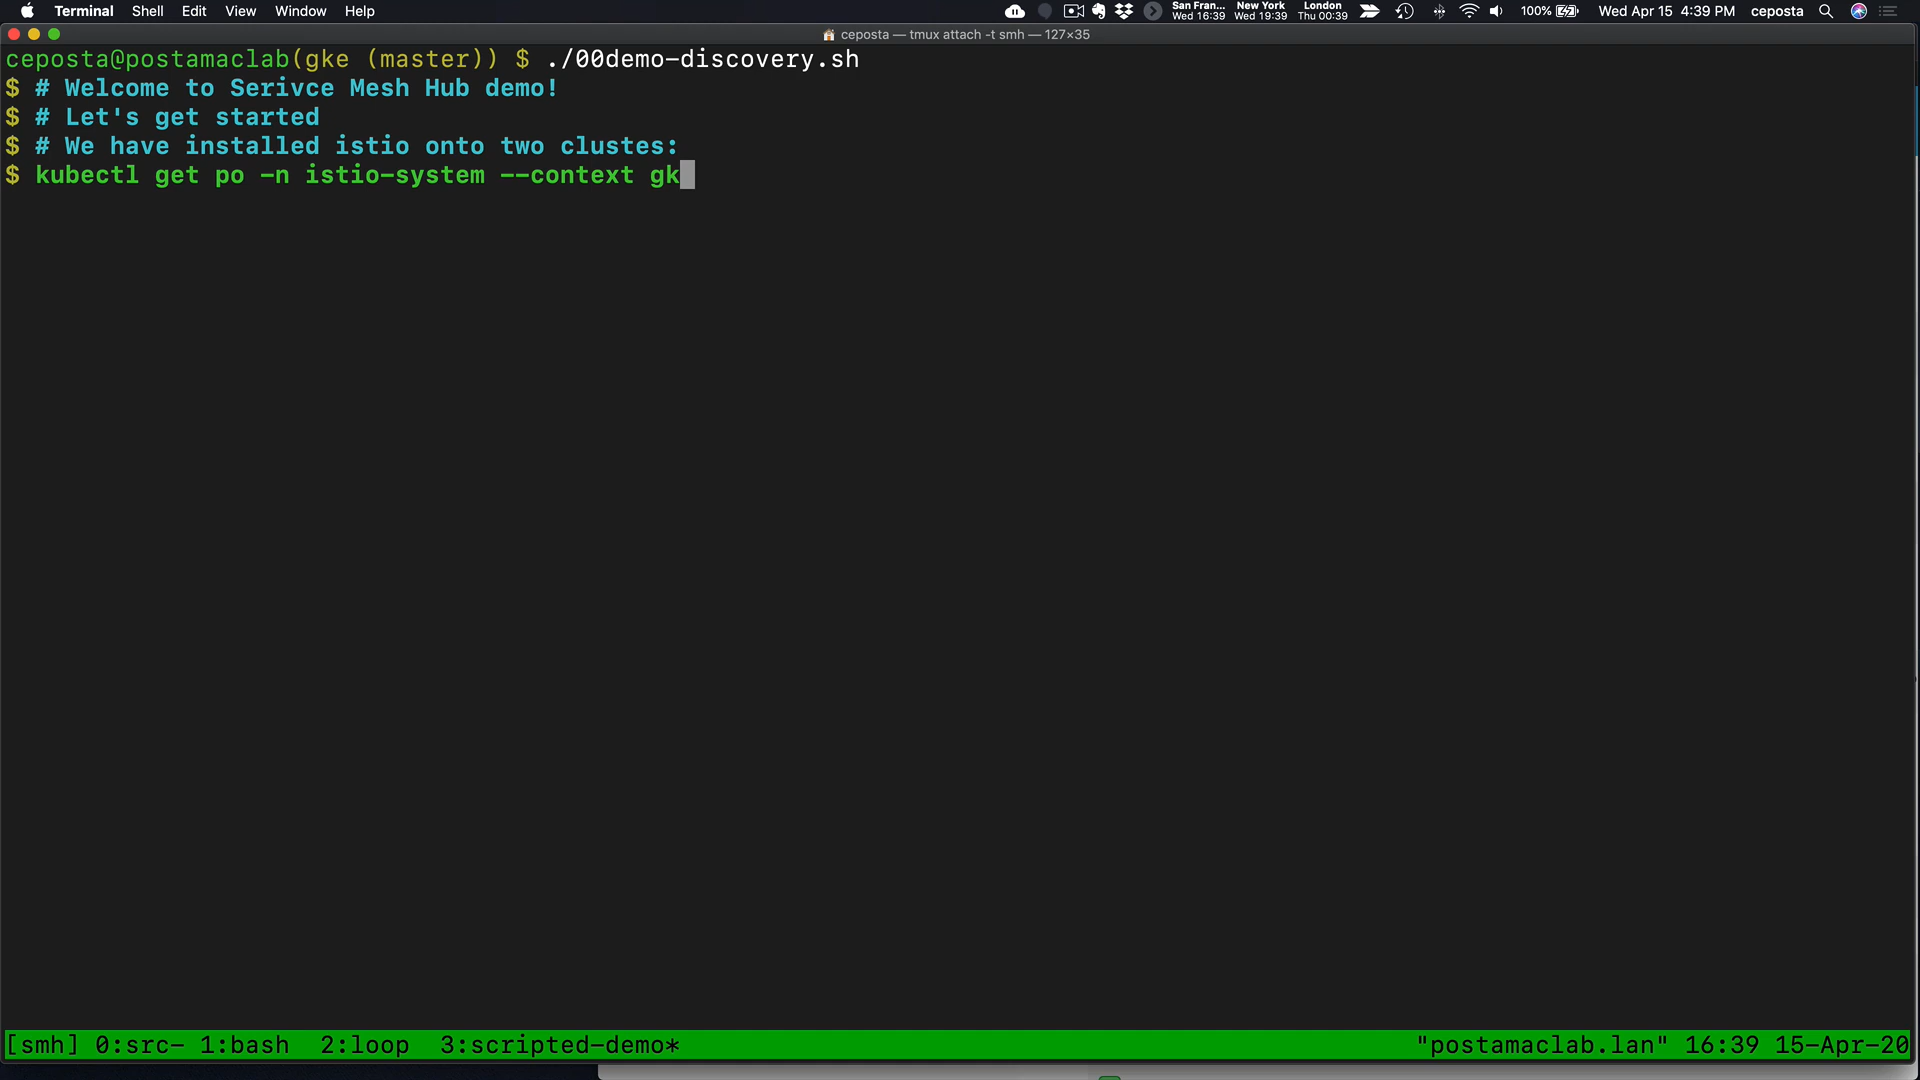 Terminal Shell Edit View Window Help
San Fran... New York London
Wed 16:39 Wed 19:39 Thu 00:39
100% Wed Apr 15 4:39 PM ceposta
ceposta — tmux attach -t smh — 127×35
ceposta@postamaclab(gke (master)) $ ./00demo-discovery.sh
$ # Welcome to Serivce Mesh Hub demo!
$ # Let's get started
$ # We have installed istio onto two clustes:
$ kubectl get po -n istio-system --context gk
[smh] 0:src- 1:bash 2:loop 3:scripted-demo* "postamaclab.lan" 16:39 15-Apr-20